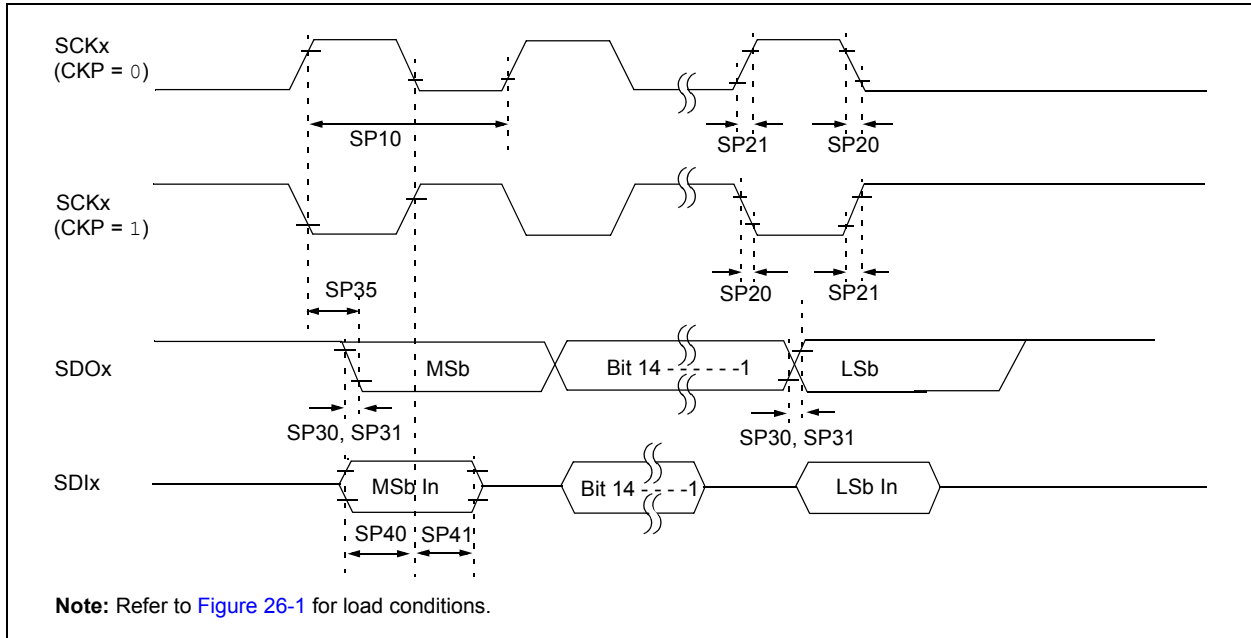 SCKx
(CKP = 0)
SP10
SP21
SP20
SCKx
(CKP = 1)
SP35
SP20
SP21
SDOx
MSb
Bit 14 - - - - - -1
LSb
SP30, SP31
SP30, SP31
SDIx
MSb In
Bit 14 - - - -1
LSb In
SP40
SP41
Note: Refer to Figure 26-1 for load conditions.